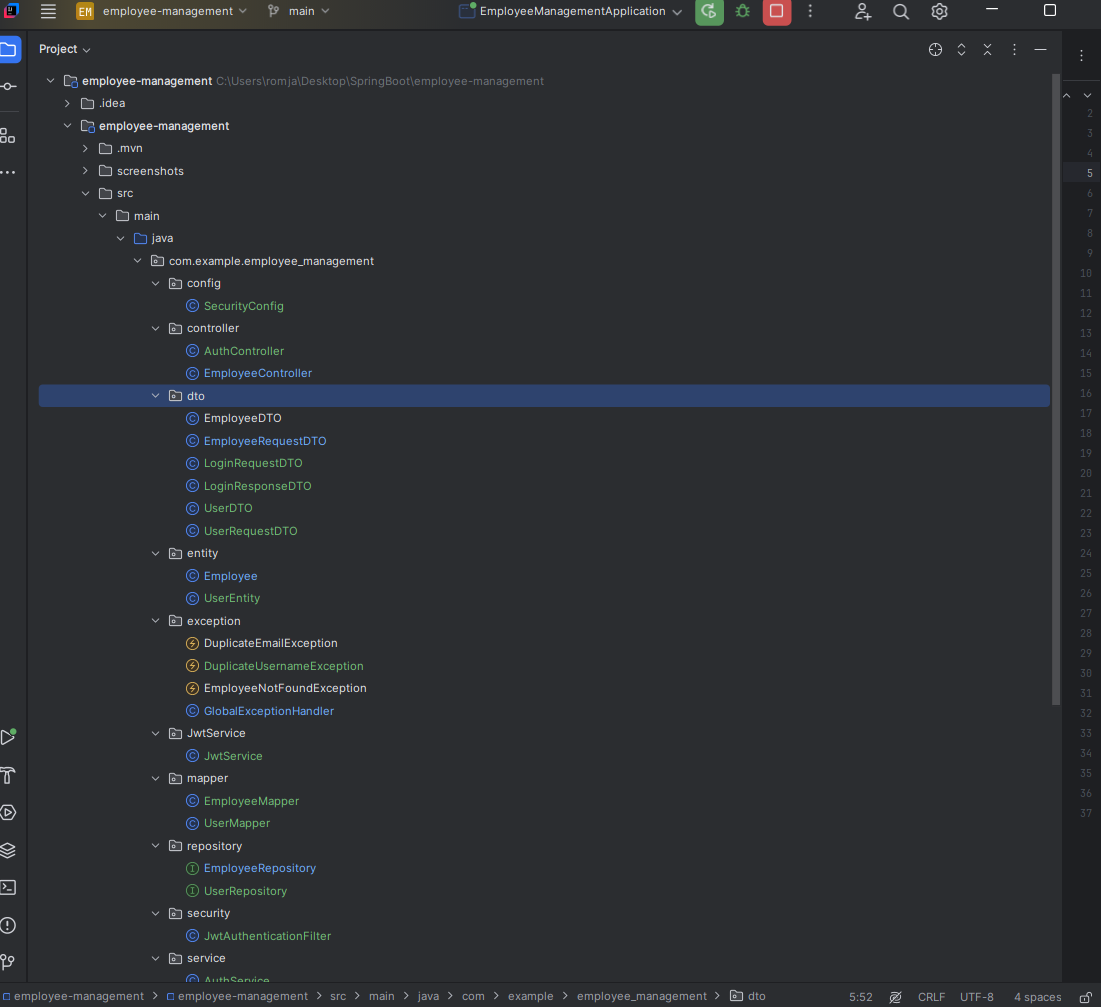 EM employee-management main EmployeeManagementApplication
Project
employee-management C:\Users\romja\Desktop\SpringBoot\employee-management
.idea
employee-management
.mvn
screenshots
src
main
java
com.example.employee_management
config
SecurityConfig
controller
AuthController
EmployeeController
dto
EmployeeDTO
EmployeeRequestDTO
LoginRequestDTO
LoginResponseDTO
UserDTO
UserRequestDTO
entity
Employee
UserEntity
exception
DuplicateEmailException
DuplicateUsernameException
EmployeeNotFoundException
GlobalExceptionHandler
JwtService
JwtService
mapper
EmployeeMapper
UserMapper
repository
EmployeeRepository
UserRepository
security
JwtAuthenticationFilter
service
AuthService
2
3
4
5
6
7
8
9
10
11
12
13
14
15
16
17
18
19
20
21
22
23
24
25
26
27
28
29
30
31
32
33
34
35
36
37
employee-management > employee-management > src > main > java > com > example > employee_management > dto 5:52 CRLF UTF-8 4 spaces